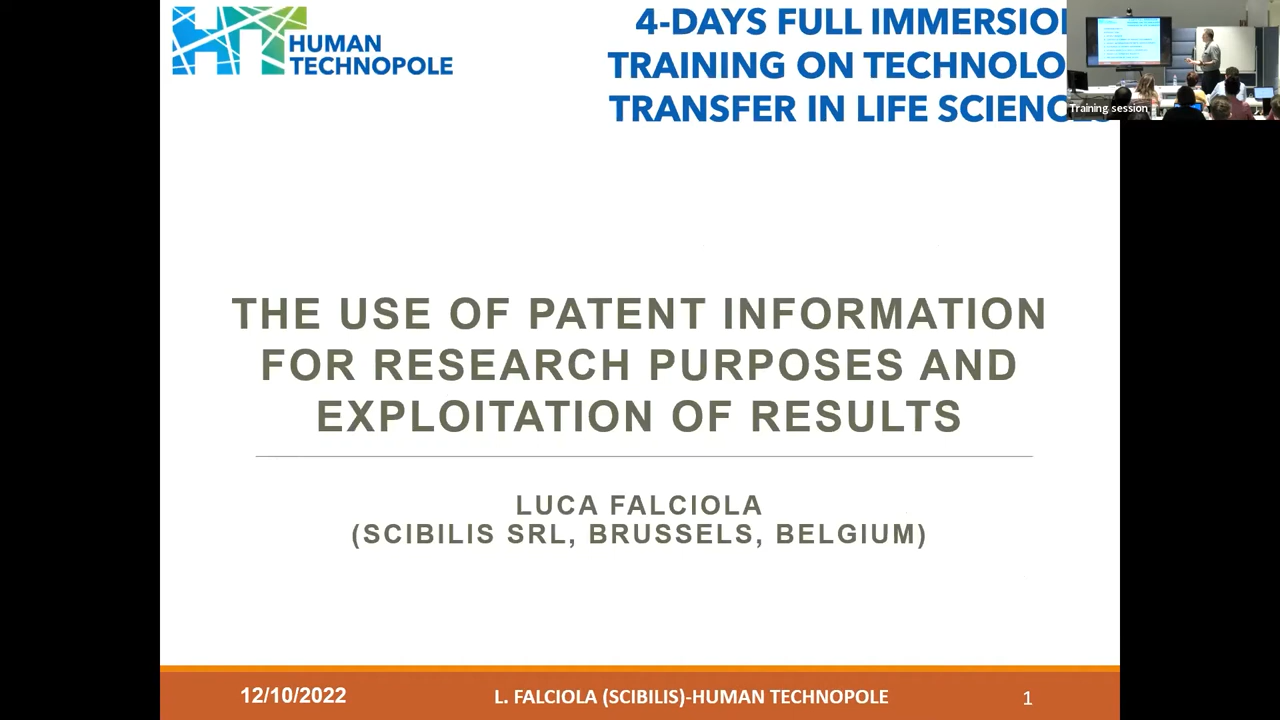 HUMAN
TECHNOPOLE
4-DAYS FULL IMMERSIO
TRAINING ON TECHNOLO
TRANSFER IN LIFE SCIENC
Training session
THE USE OF PATENT INFORMATION
FOR RESEARCH PURPOSES AND
EXPLOITATION OF RESULTS
LUCA FALCIOLA
(SCIBILIS SRL, BRUSSELS, BELGIUM)
12/10/2022
L. FALCIOLA (SCIBILIS)-HUMAN TECHNOPOLE
1